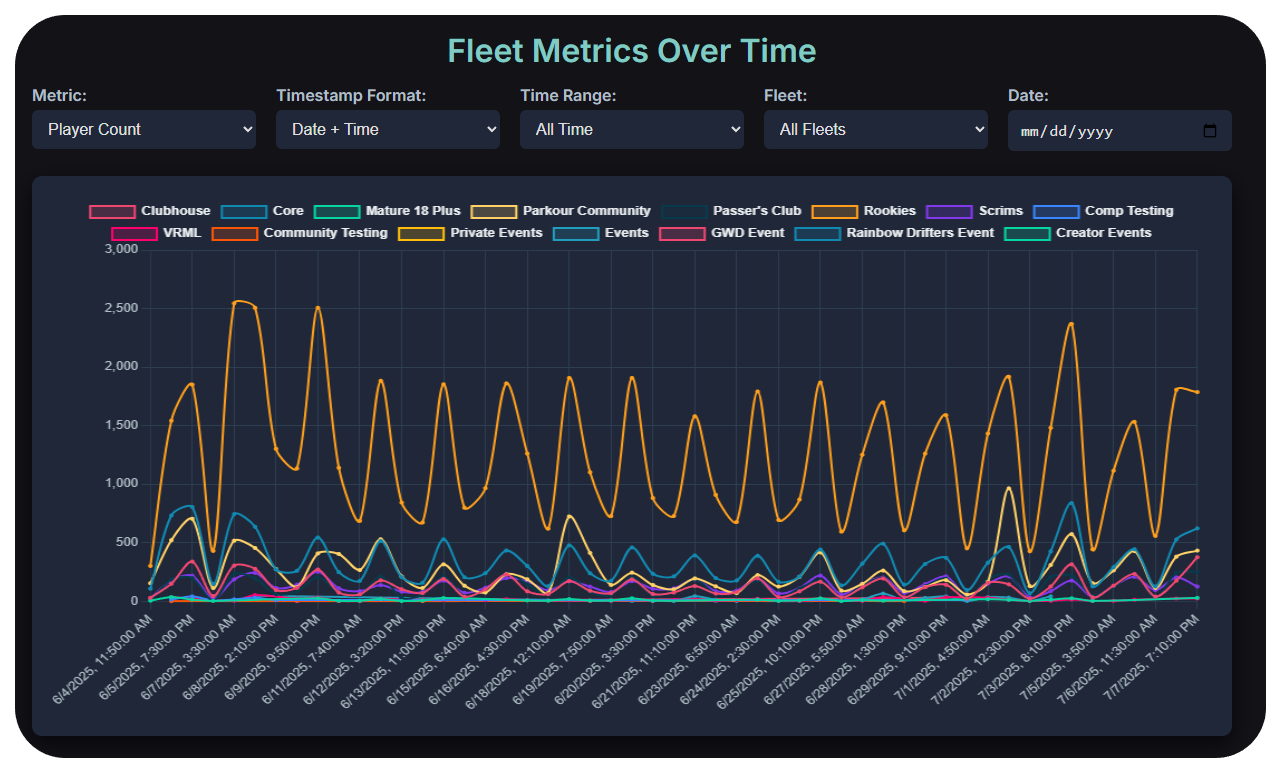 Fleet Metrics Over Time
Metric: Timestamp Format: Time Range: Fleet: Date:
Player Count Date + Time All Time All Fleets mm/dd/yyyy
Clubhouse Core Mature 18 Plus Parkour Community Passer's Club Rookies Scrims Comp Testing
VRML Community Testing Private Events Events GWD Event Rainbow Drifters Event Creator Events
3,000
2,500
2,000
1,500
1,000
500
0
6/4/2025, 11:50:00 AM
6/5/2025, 7:30:00 PM
6/7/2025, 3:30:00 AM
6/8/2025, 2:10:00 PM
6/9/2025, 9:50:00 PM
6/11/2025, 7:40:00 AM
6/12/2025, 3:20:00 PM
6/13/2025, 11:00:00 PM
6/15/2025, 6:40:00 AM
6/16/2025, 4:30:00 PM
6/18/2025, 12:10:00 AM
6/19/2025, 7:50:00 AM
6/20/2025, 3:30:00 PM
6/21/2025, 11:10:00 PM
6/23/2025, 6:50:00 AM
6/24/2025, 2:30:00 PM
6/25/2025, 10:10:00 PM
6/27/2025, 5:50:00 AM
6/28/2025, 1:30:00 PM
6/29/2025, 9:10:00 PM
7/1/2025, 4:50:00 AM
7/2/2025, 12:30:00 PM
7/3/2025, 8:10:00 PM
7/5/2025, 3:50:00 AM
7/6/2025, 11:30:00 AM
7/7/2025, 7:10:00 PM